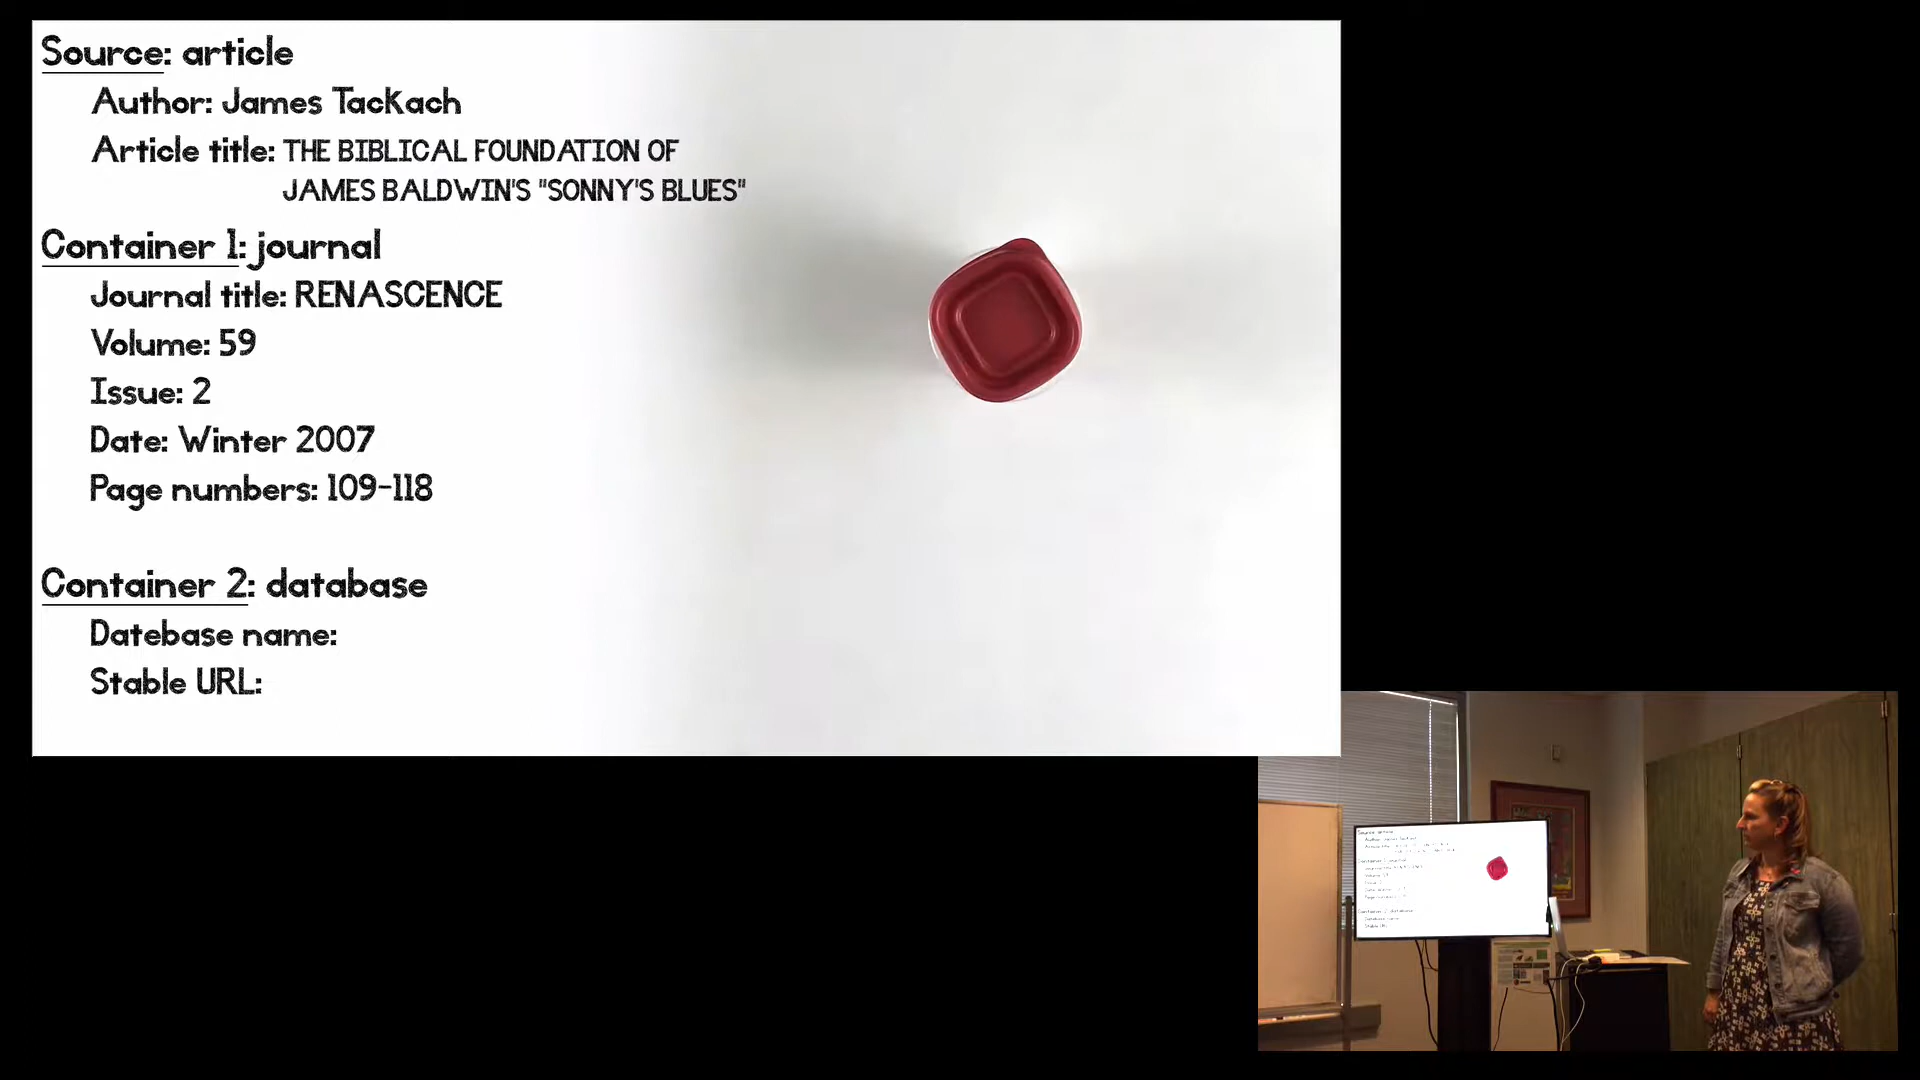 Source: article
Author: James Tackach
Article title: THE BIBLICAL FOUNDATION OF
JAMES BALDWIN'S "SONNY'S BLUES"
Container 1: journal
Journal title: RENASCENCE
Volume: 59
Issue: 2
Date: Winter 2007
Page numbers: 109-118
Container 2: database
Datebase name:
Stable URL: